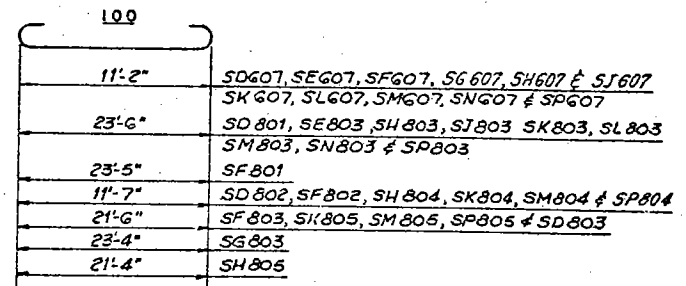 100
11'-2" SD607, SE607, SF607, SG607, SH607 & SJ607
SK607, SL607, SM607, SN607 & SP607
23'-6" SD801, SE803, SH803, SJ803 SK803, SL803
SM803, SN803 & SP803
23'-5" SF801
11'-7" SD802, SF802, SH804, SK804, SM804 & SP804
21'-6" SF803, SK805, SM805, SP805 & SD803
23'-4" SG803
21'-4" SH805